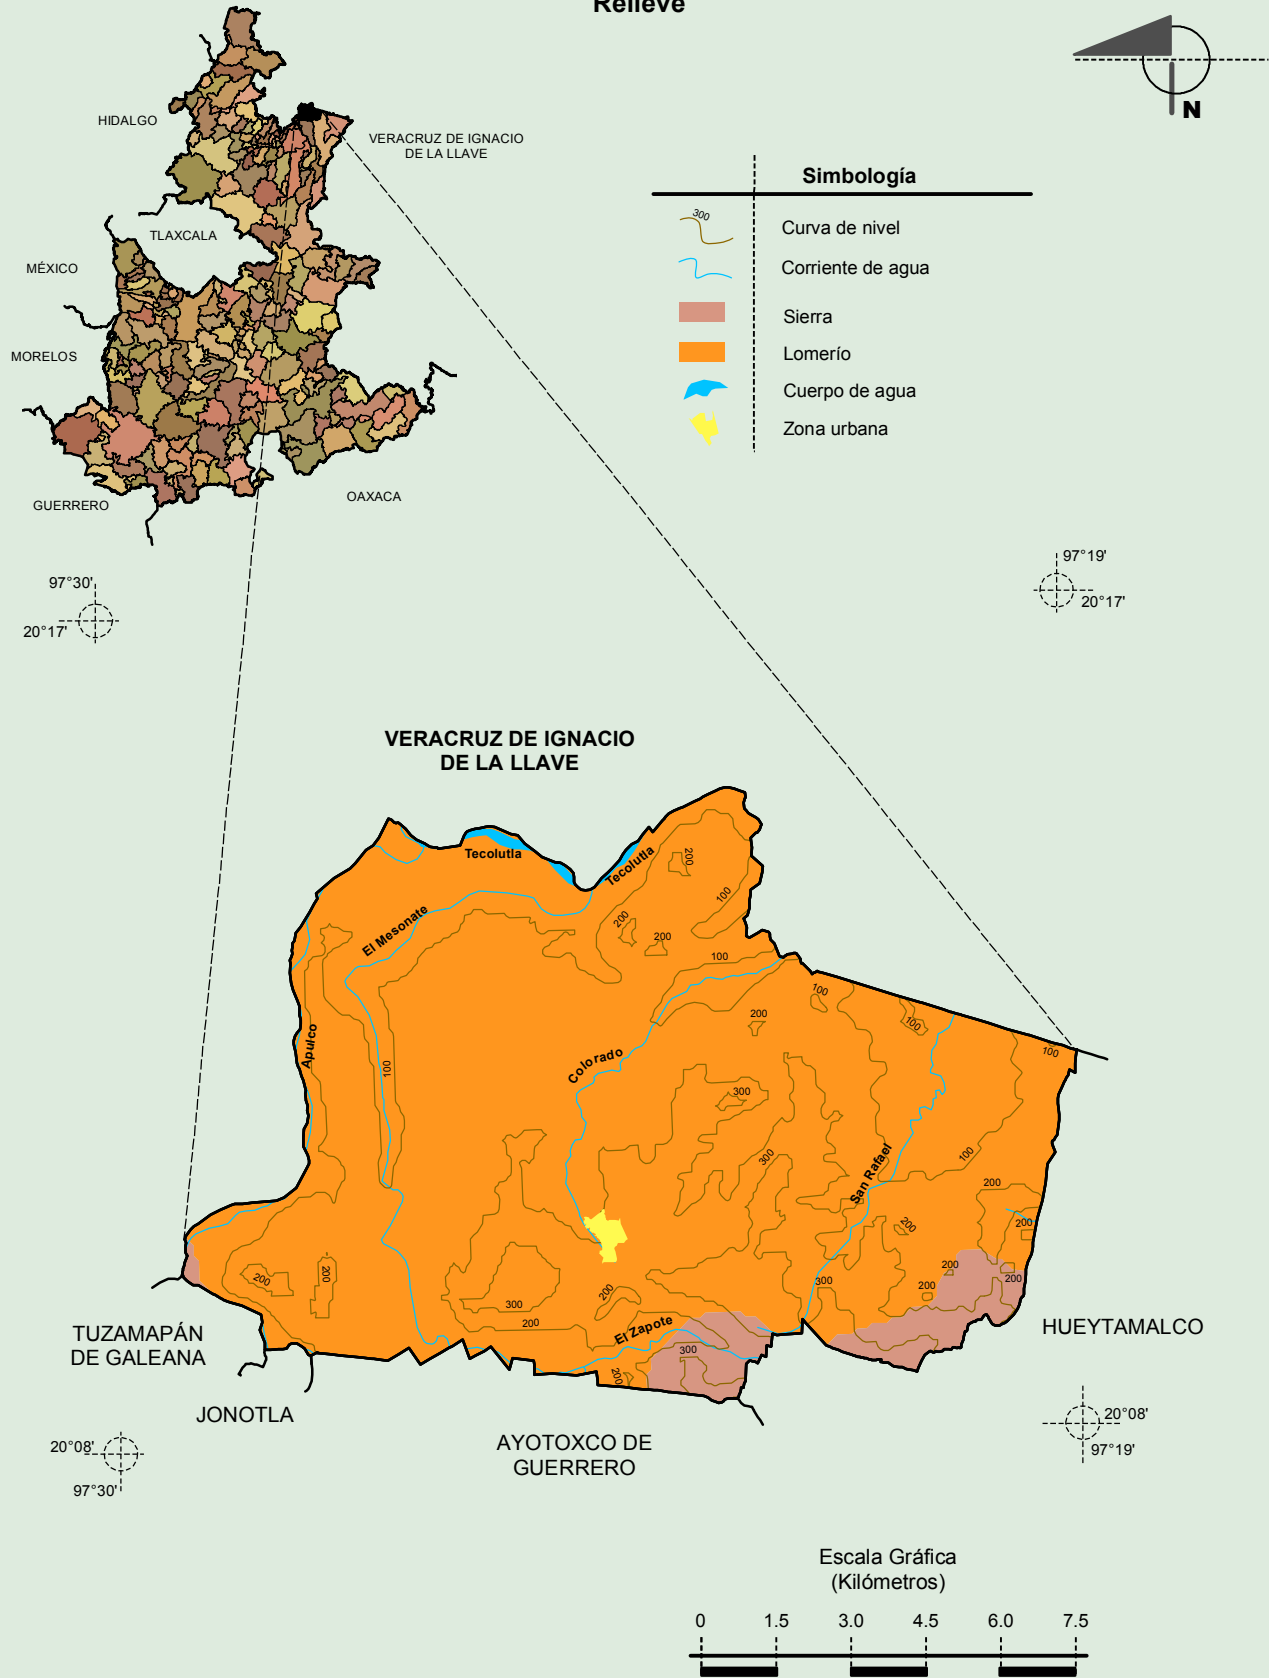 Relieve
N
HIDALGO
VERACRUZ DE IGNACIO
DE LA LLAVE
TLAXCALA
MÉXICO
MORELOS
GUERRERO
OAXACA
Simbología
300
Curva de nivel
Corriente de agua
Sierra
Lomerío
Cuerpo de agua
Zona urbana
97°30'
20°17'
97°19'
20°17'
VERACRUZ DE IGNACIO
DE LA LLAVE
Tecolutla
Tecolutla
200
100
El Mesonate
200
200
100
100
100
200
100
Apulco
100
Colorado
300
300
San Rafael
100
200
200
200
200
200
200
200
300
200
200
300
200
El Zapote
300
200
TUZAMAPÁN
DE GALEANA
JONOTLA
AYOTOXCO DE
GUERRERO
HUEYTAMALCO
20°08'
97°30'
20°08'
97°19'
Escala Gráfica
(Kilómetros)
0 1.5 3.0 4.5 6.0 7.5